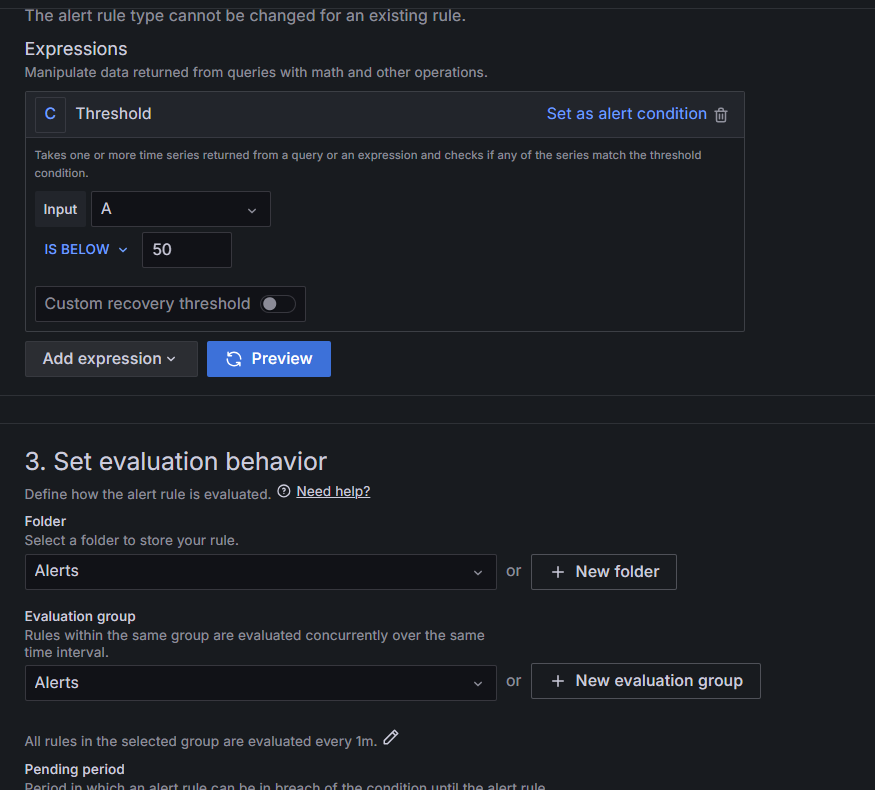 The alert rule type cannot be changed for an existing rule.
Expressions
Manipulate data returned from queries with math and other operations.
C Threshold Set as alert condition
Takes one or more time series returned from a query or an expression and checks if any of the series match the threshold
condition.
Input A
IS BELOW 50
Custom recovery threshold
Add expression Preview
3. Set evaluation behavior
Define how the alert rule is evaluated. Need help?
Folder
Select a folder to store your rule.
Alerts or + New folder
Evaluation group
Rules within the same group are evaluated concurrently over the same
time interval.
Alerts or + New evaluation group
All rules in the selected group are evaluated every 1m.
Pending period
Period in which an alert rule can be in breach of the condition until the alert rule